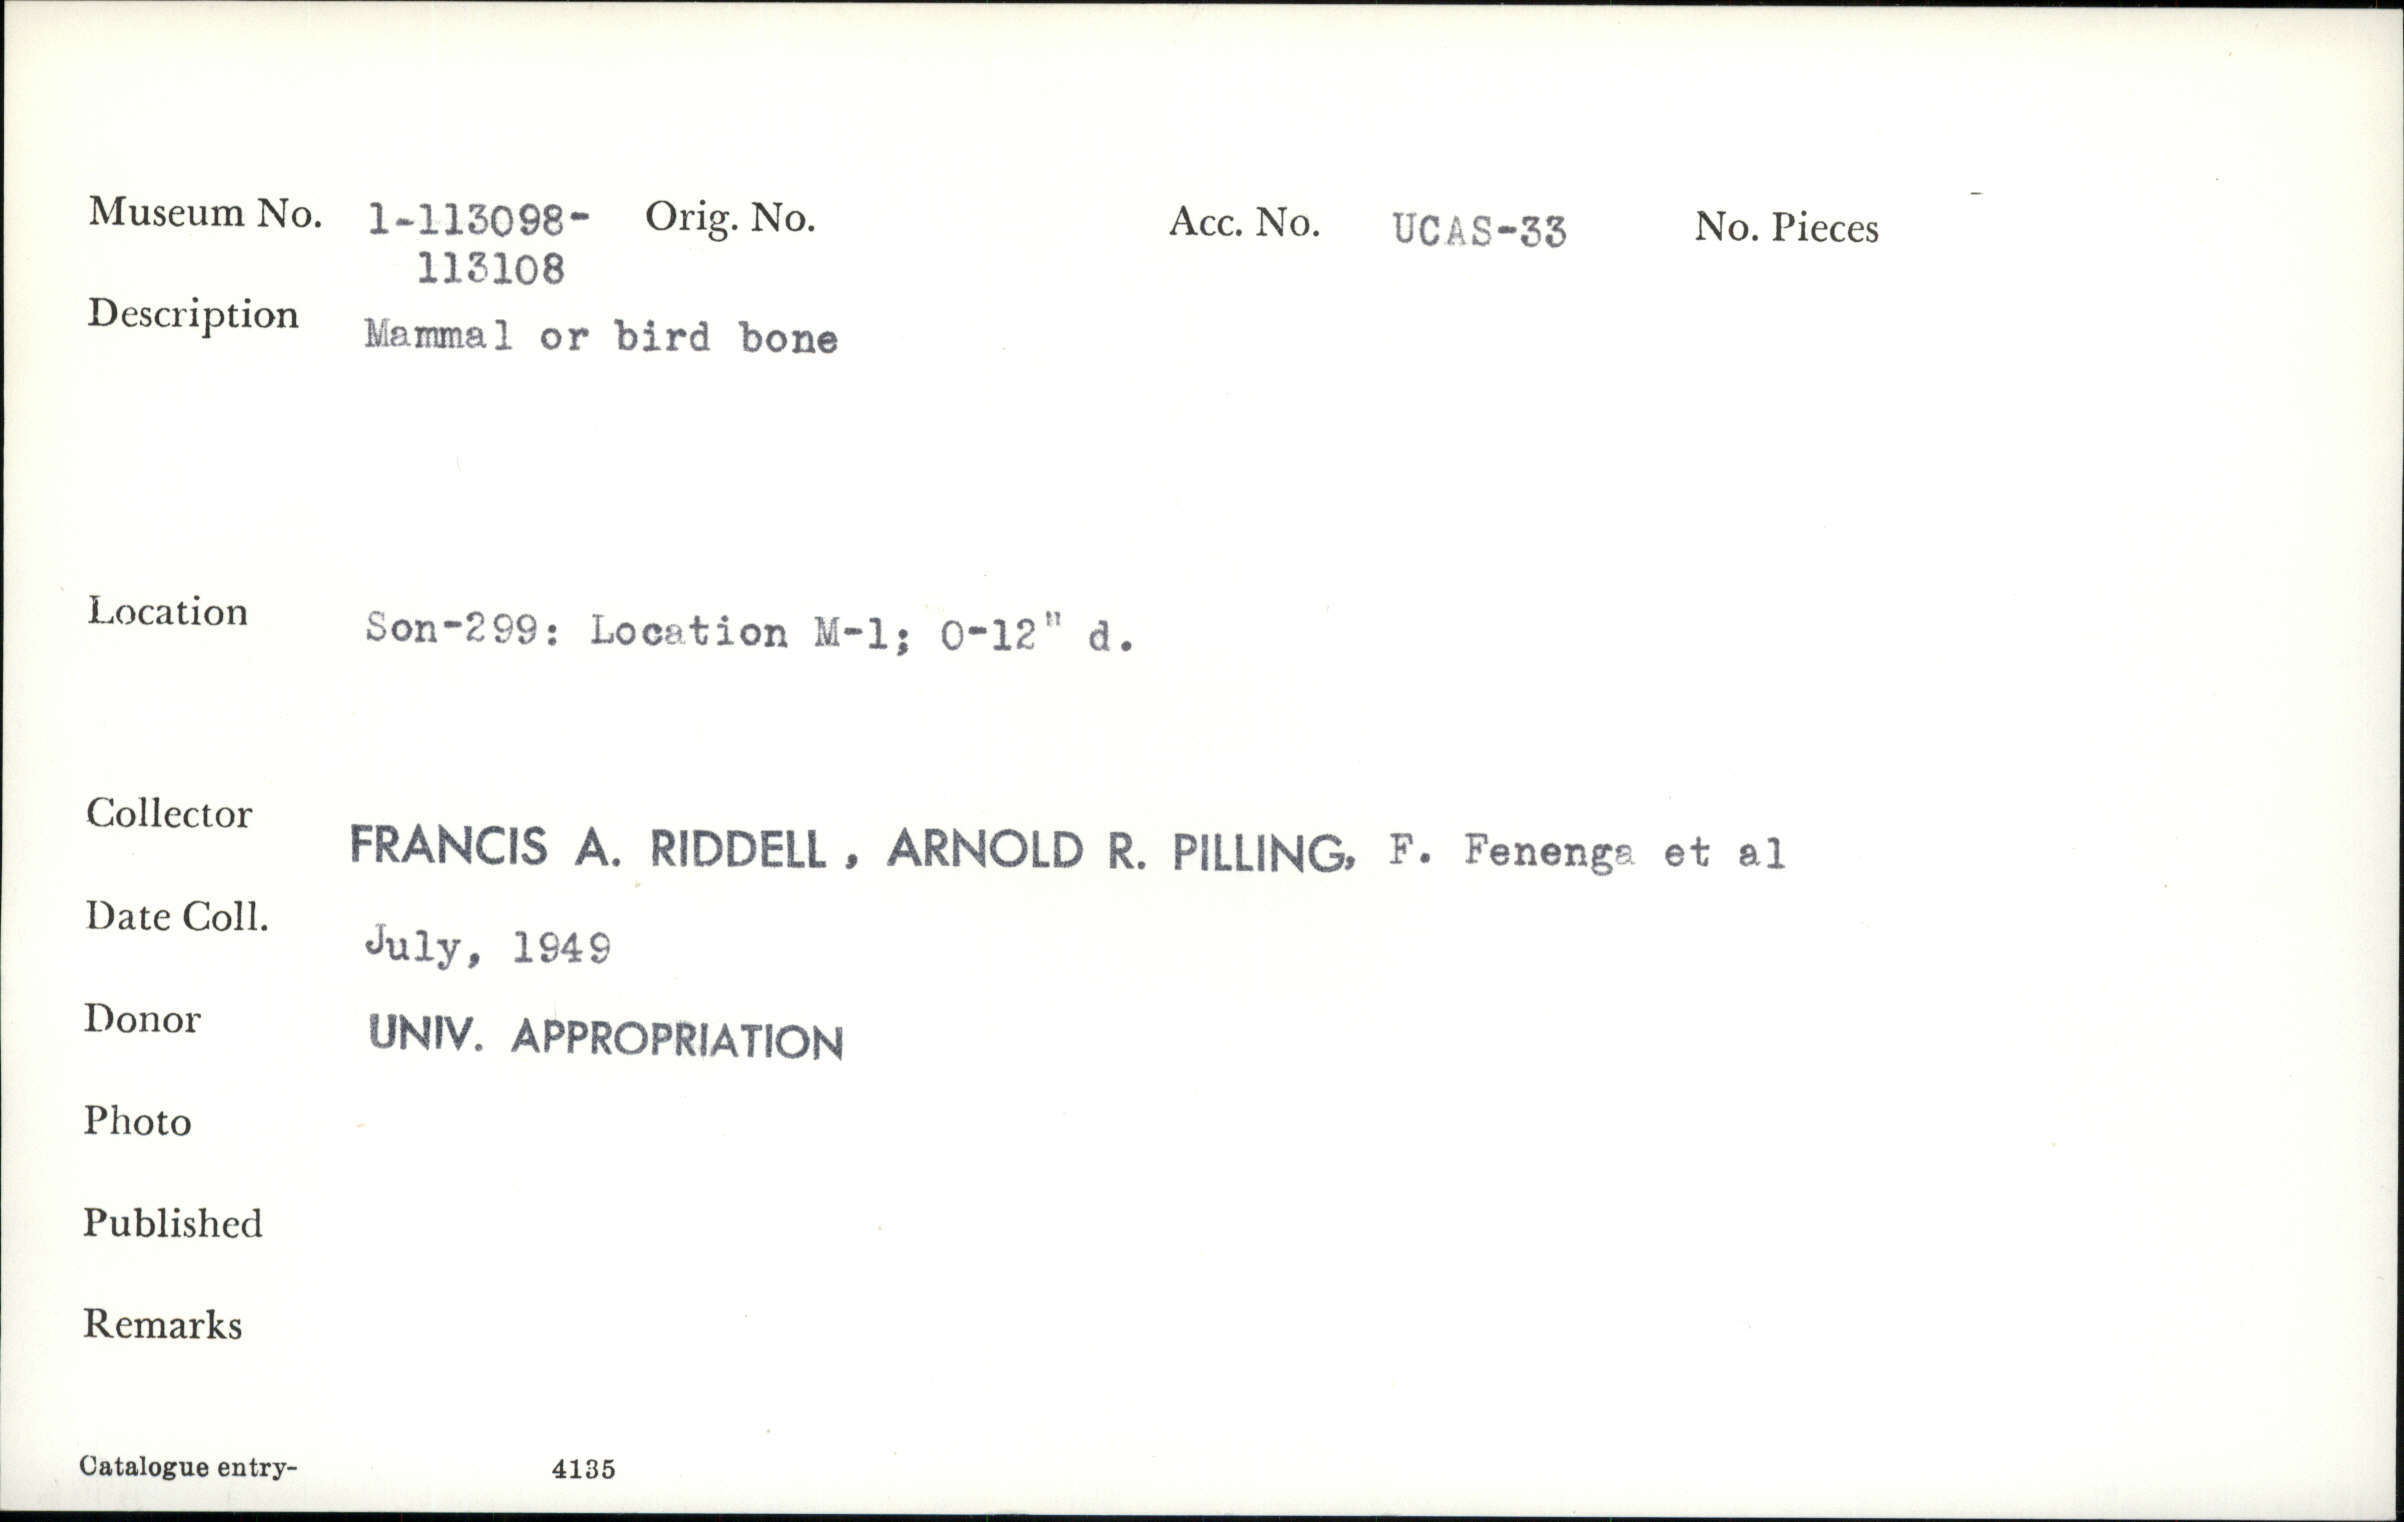 Museum No. 1-113098- Orig. No. Acc. No. UCAS-33 No. Pieces
113108
Description Mammal or bird bone
Location Son-299: Location M-1; 0-12" d.
Collector FRANCIS A. RIDDELL, ARNOLD R. PILLING, F. Fenenga et al
Date Coll. July, 1949
Donor UNIV. APPROPRIATION
Photo
Published
Remarks
Catalogue entry- 4135